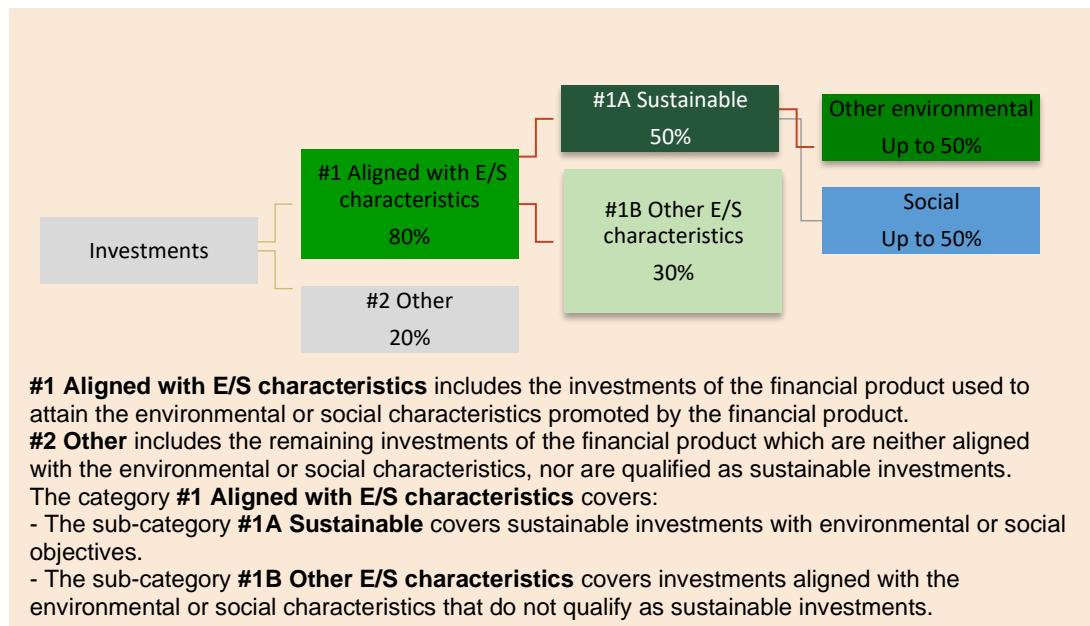 #1A Sustainable
50%
Other environmental
Up to 50%
#1 Aligned with E/S
characteristics
80%
#1B Other E/S
characteristics
30%
Social
Up to 50%
Investments
#2 Other
20%
#1 Aligned with E/S characteristics includes the investments of the financial product used to
attain the environmental or social characteristics promoted by the financial product.
#2 Other includes the remaining investments of the financial product which are neither aligned
with the environmental or social characteristics, nor are qualified as sustainable investments.
The category #1 Aligned with E/S characteristics covers:
- The sub-category #1A Sustainable covers sustainable investments with environmental or social
objectives.
- The sub-category #1B Other E/S characteristics covers investments aligned with the
environmental or social characteristics that do not qualify as sustainable investments.